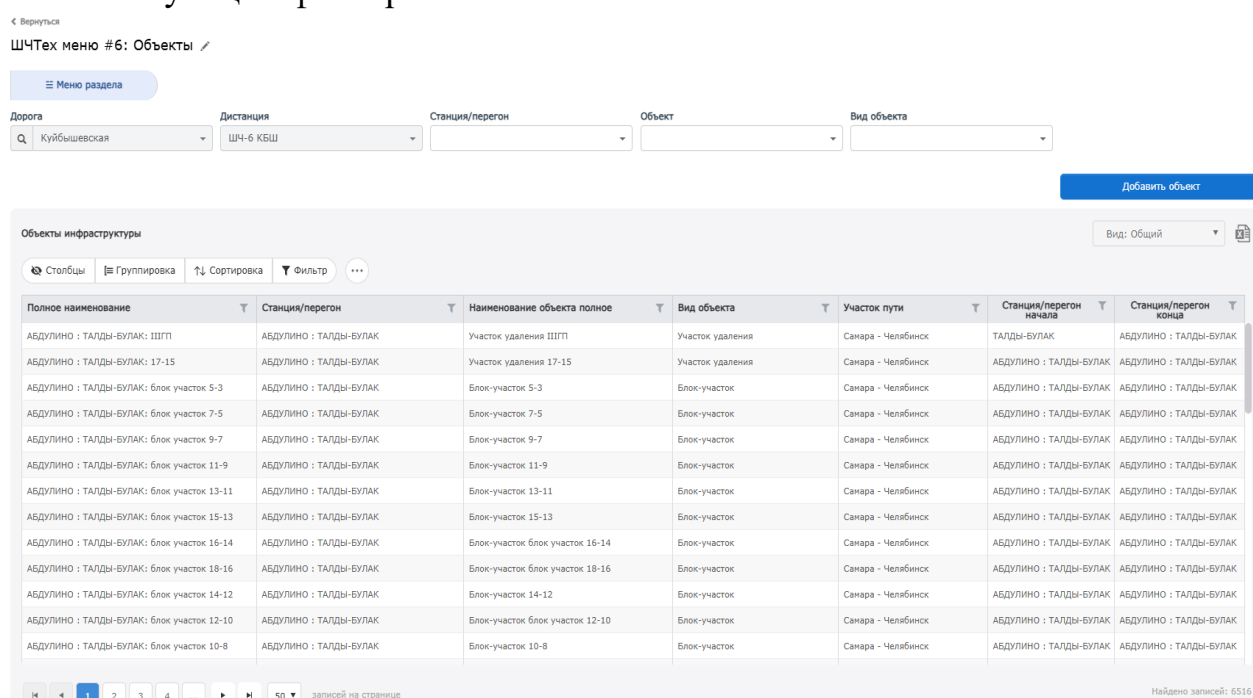 Вернуться
ШЧТех меню #6: Объекты
Меню раздела
Дорога Дистанция Станция/перегон Объект Вид объекта
Куйбышевская ШЧ-6 КБШ
Добавить объект
Объекты инфраструктуры Вид: Общий
Столбцы Группировка Сортировка Фильтр ...
Полное наименование Станция/перегон Наименование объекта полное Вид объекта Участок пути Станция/перегон начала Станция/перегон конца
АБДУЛИНО : ТАЛДЫ-БУЛАК: IIIГП АБДУЛИНО : ТАЛДЫ-БУЛАК Участок удаления IIIГП Участок удаления Самара - Челябинск ТАЛДЫ-БУЛАК АБДУЛИНО : ТАЛДЫ-БУЛАК
АБДУЛИНО : ТАЛДЫ-БУЛАК: 17-15 АБДУЛИНО : ТАЛДЫ-БУЛАК Участок удаления 17-15 Участок удаления Самара - Челябинск АБДУЛИНО : ТАЛДЫ-БУЛАК АБДУЛИНО : ТАЛДЫ-БУЛАК
АБДУЛИНО : ТАЛДЫ-БУЛАК: блок участок 5-3 АБДУЛИНО : ТАЛДЫ-БУЛАК Блок-участок 5-3 Блок-участок Самара - Челябинск АБДУЛИНО : ТАЛДЫ-БУЛАК АБДУЛИНО : ТАЛДЫ-БУЛАК
АБДУЛИНО : ТАЛДЫ-БУЛАК: блок участок 7-5 АБДУЛИНО : ТАЛДЫ-БУЛАК Блок-участок 7-5 Блок-участок Самара - Челябинск АБДУЛИНО : ТАЛДЫ-БУЛАК АБДУЛИНО : ТАЛДЫ-БУЛАК
АБДУЛИНО : ТАЛДЫ-БУЛАК: блок участок 9-7 АБДУЛИНО : ТАЛДЫ-БУЛАК Блок-участок 9-7 Блок-участок Самара - Челябинск АБДУЛИНО : ТАЛДЫ-БУЛАК АБДУЛИНО : ТАЛДЫ-БУЛАК
АБДУЛИНО : ТАЛДЫ-БУЛАК: блок участок 11-9 АБДУЛИНО : ТАЛДЫ-БУЛАК Блок-участок 11-9 Блок-участок Самара - Челябинск АБДУЛИНО : ТАЛДЫ-БУЛАК АБДУЛИНО : ТАЛДЫ-БУЛАК
АБДУЛИНО : ТАЛДЫ-БУЛАК: блок участок 13-11 АБДУЛИНО : ТАЛДЫ-БУЛАК Блок-участок 13-11 Блок-участок Самара - Челябинск АБДУЛИНО : ТАЛДЫ-БУЛАК АБДУЛИНО : ТАЛДЫ-БУЛАК
АБДУЛИНО : ТАЛДЫ-БУЛАК: блок участок 15-13 АБДУЛИНО : ТАЛДЫ-БУЛАК Блок-участок 15-13 Блок-участок Самара - Челябинск АБДУЛИНО : ТАЛДЫ-БУЛАК АБДУЛИНО : ТАЛДЫ-БУЛАК
АБДУЛИНО : ТАЛДЫ-БУЛАК: блок участок 16-14 АБДУЛИНО : ТАЛДЫ-БУЛАК Блок-участок блок участок 16-14 Блок-участок Самара - Челябинск АБДУЛИНО : ТАЛДЫ-БУЛАК АБДУЛИНО : ТАЛДЫ-БУЛАК
АБДУЛИНО : ТАЛДЫ-БУЛАК: блок участок 18-16 АБДУЛИНО : ТАЛДЫ-БУЛАК Блок-участок блок участок 18-16 Блок-участок Самара - Челябинск АБДУЛИНО : ТАЛДЫ-БУЛАК АБДУЛИНО : ТАЛДЫ-БУЛАК
АБДУЛИНО : ТАЛДЫ-БУЛАК: блок участок 14-12 АБДУЛИНО : ТАЛДЫ-БУЛАК Блок-участок 14-12 Блок-участок Самара - Челябинск АБДУЛИНО : ТАЛДЫ-БУЛАК АБДУЛИНО : ТАЛДЫ-БУЛАК
АБДУЛИНО : ТАЛДЫ-БУЛАК: блок участок 12-10 АБДУЛИНО : ТАЛДЫ-БУЛАК Блок-участок блок участок 12-10 Блок-участок Самара - Челябинск АБДУЛИНО : ТАЛДЫ-БУЛАК АБДУЛИНО : ТАЛДЫ-БУЛАК
АБДУЛИНО : ТАЛДЫ-БУЛАК: блок участок 10-8 АБДУЛИНО : ТАЛДЫ-БУЛАК Блок-участок 10-8 Блок-участок Самара - Челябинск АБДУЛИНО : ТАЛДЫ-БУЛАК АБДУЛИНО : ТАЛДЫ-БУЛАК
1 2 3 4 ... 50 записей на странице Найдено записей: 6616